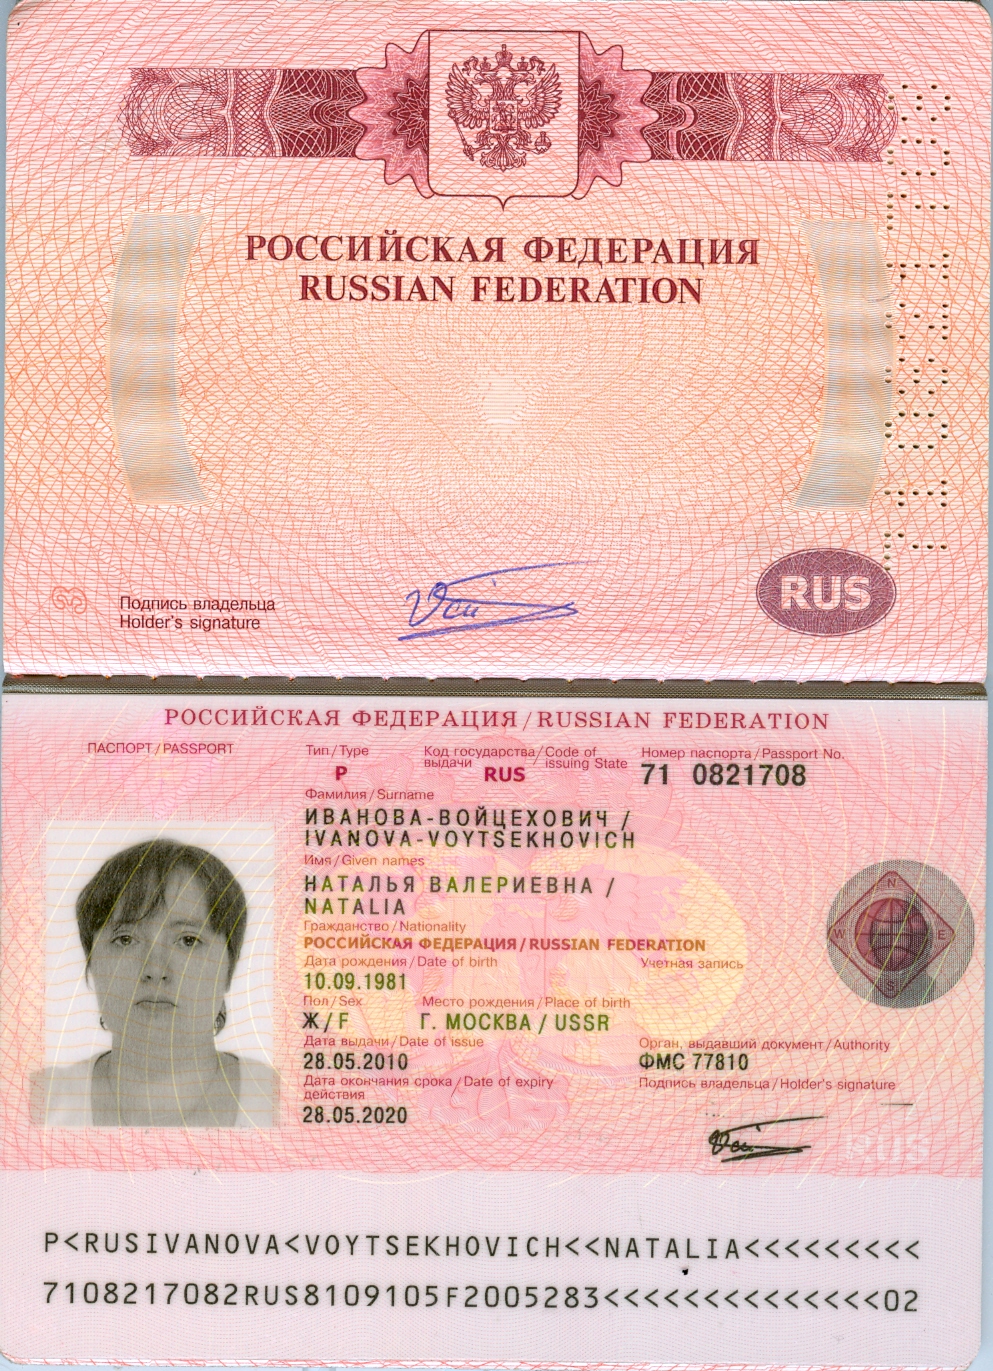 РОССИЙСКАЯ ФЕДЕРАЦИЯ
RUSSIAN FEDERATION
Подпись владельца
Holder's signature
RUS
РОССИЙСКАЯ ФЕДЕРАЦИЯ / RUSSIAN FEDERATION
ПАСПОРТ / PASSPORT
Тип / Type
Код государства / Code of
выдачи issuing State
Номер паспорта / Passport No.
P
RUS
71 0821708
Фамилия / Surname
ИВАНОВА-ВОЙЦЕХОВИЧ /
IVANOVA-VOYTSEKHOVICH
Имя / Given names
НАТАЛЬЯ ВАЛЕРИЕВНА /
NATALIA
Гражданство / Nationality
РОССИЙСКАЯ ФЕДЕРАЦИЯ / RUSSIAN FEDERATION
Дата рождения / Date of birth
Учетная запись
10.09.1981
Пол / Sex
Место рождения / Place of birth
Ж / F
Г. МОСКВА / USSR
Дата выдачи / Date of issue
Орган, выдавший документ / Authority
28.05.2010
ФМС 77810
Дата окончания срока / Date of expiry
действия
Подпись владельца / Holder's signature
28.05.2020
N
W
E
S
RUS
P<RUSIVANOVA<VOYTSEKHOVICH<<NATALIA<<<<<<<<<
7108217082RUS8109105F2005283<<<<<<<<<<<<<<02